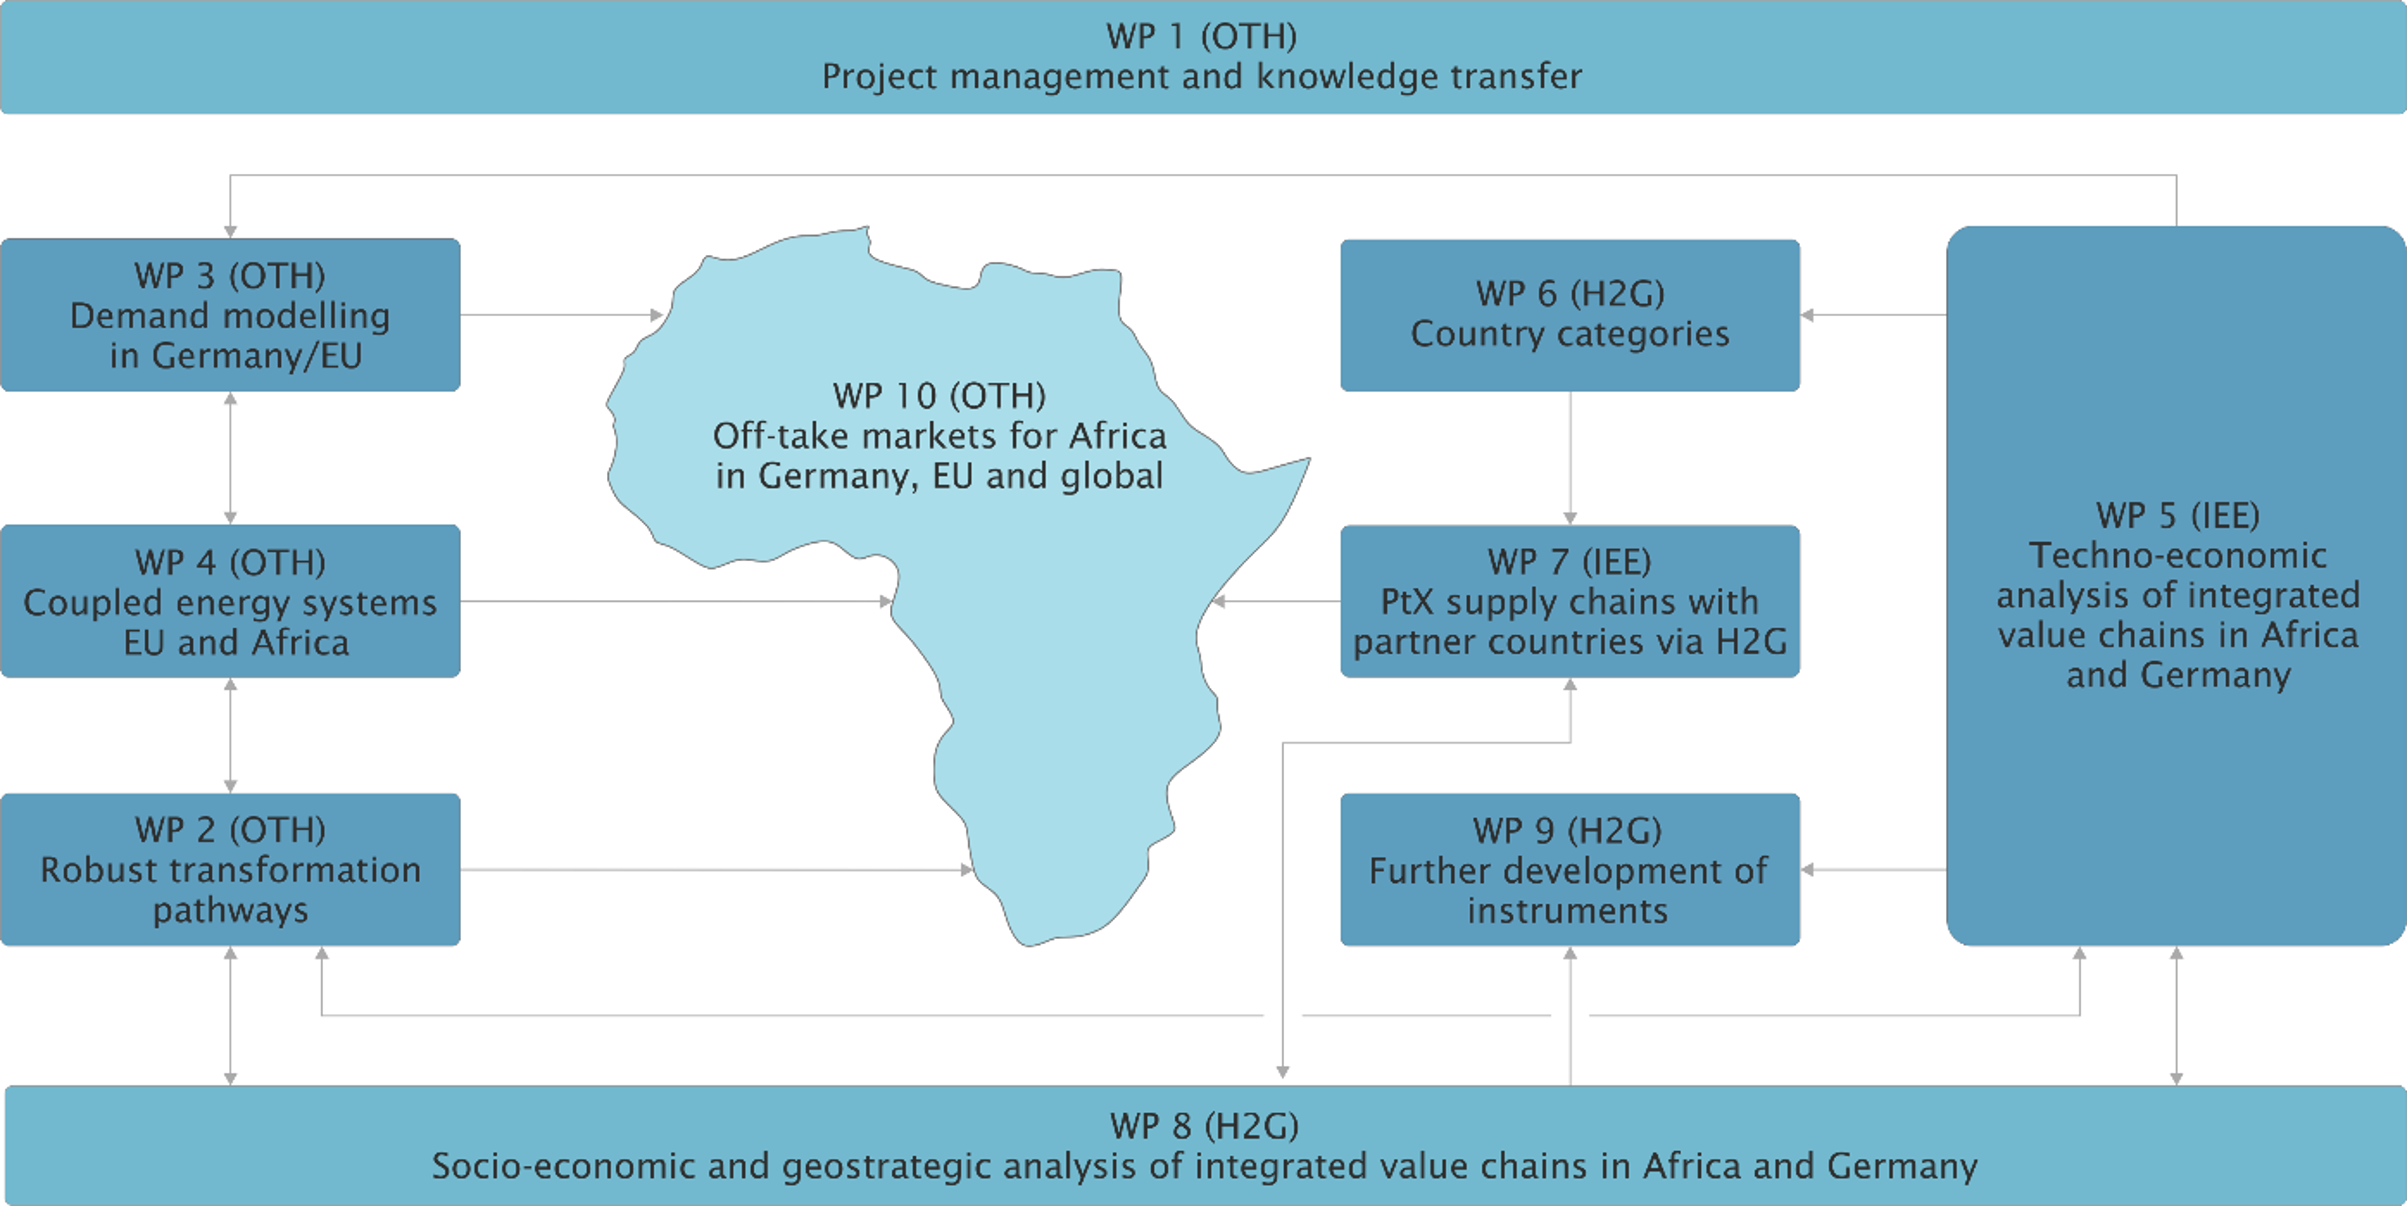 WP 1 (OTH)
Project management and knowledge transfer
WP 3 (OTH)
Demand modelling
in Germany/EU
WP 10 (OTH)
Off-take markets for Africa
in Germany, EU and global
WP 6 (H2G)
Country categories
WP 4 (OTH)
Coupled energy systems
EU and Africa
WP 7 (IEE)
PtX supply chains with
partner countries via H2G
WP 5 (IEE)
Techno-economic
analysis of integrated
value chains in Africa
and Germany
WP 2 (OTH)
Robust transformation
pathways
WP 9 (H2G)
Further development of
instruments
WP 8 (H2G)
Socio-economic and geostrategic analysis of integrated value chains in Africa and Germany